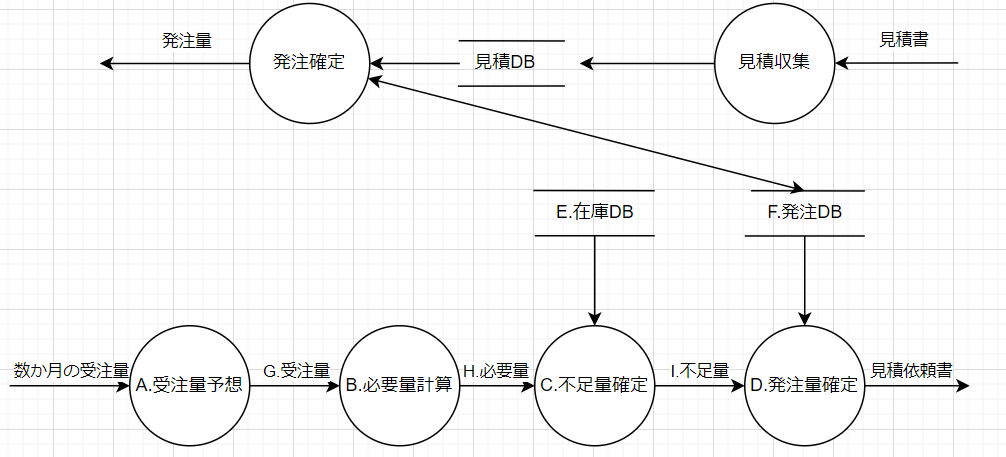 発注量
発注確定
見積DB
見積収集
見積書
E.在庫DB
F.発注DB
数か月の受注量
A.受注量予想
G.受注量
B.必要量計算
H.必要量
C.不足量確定
I.不足量
D.発注量確定
見積依頼書